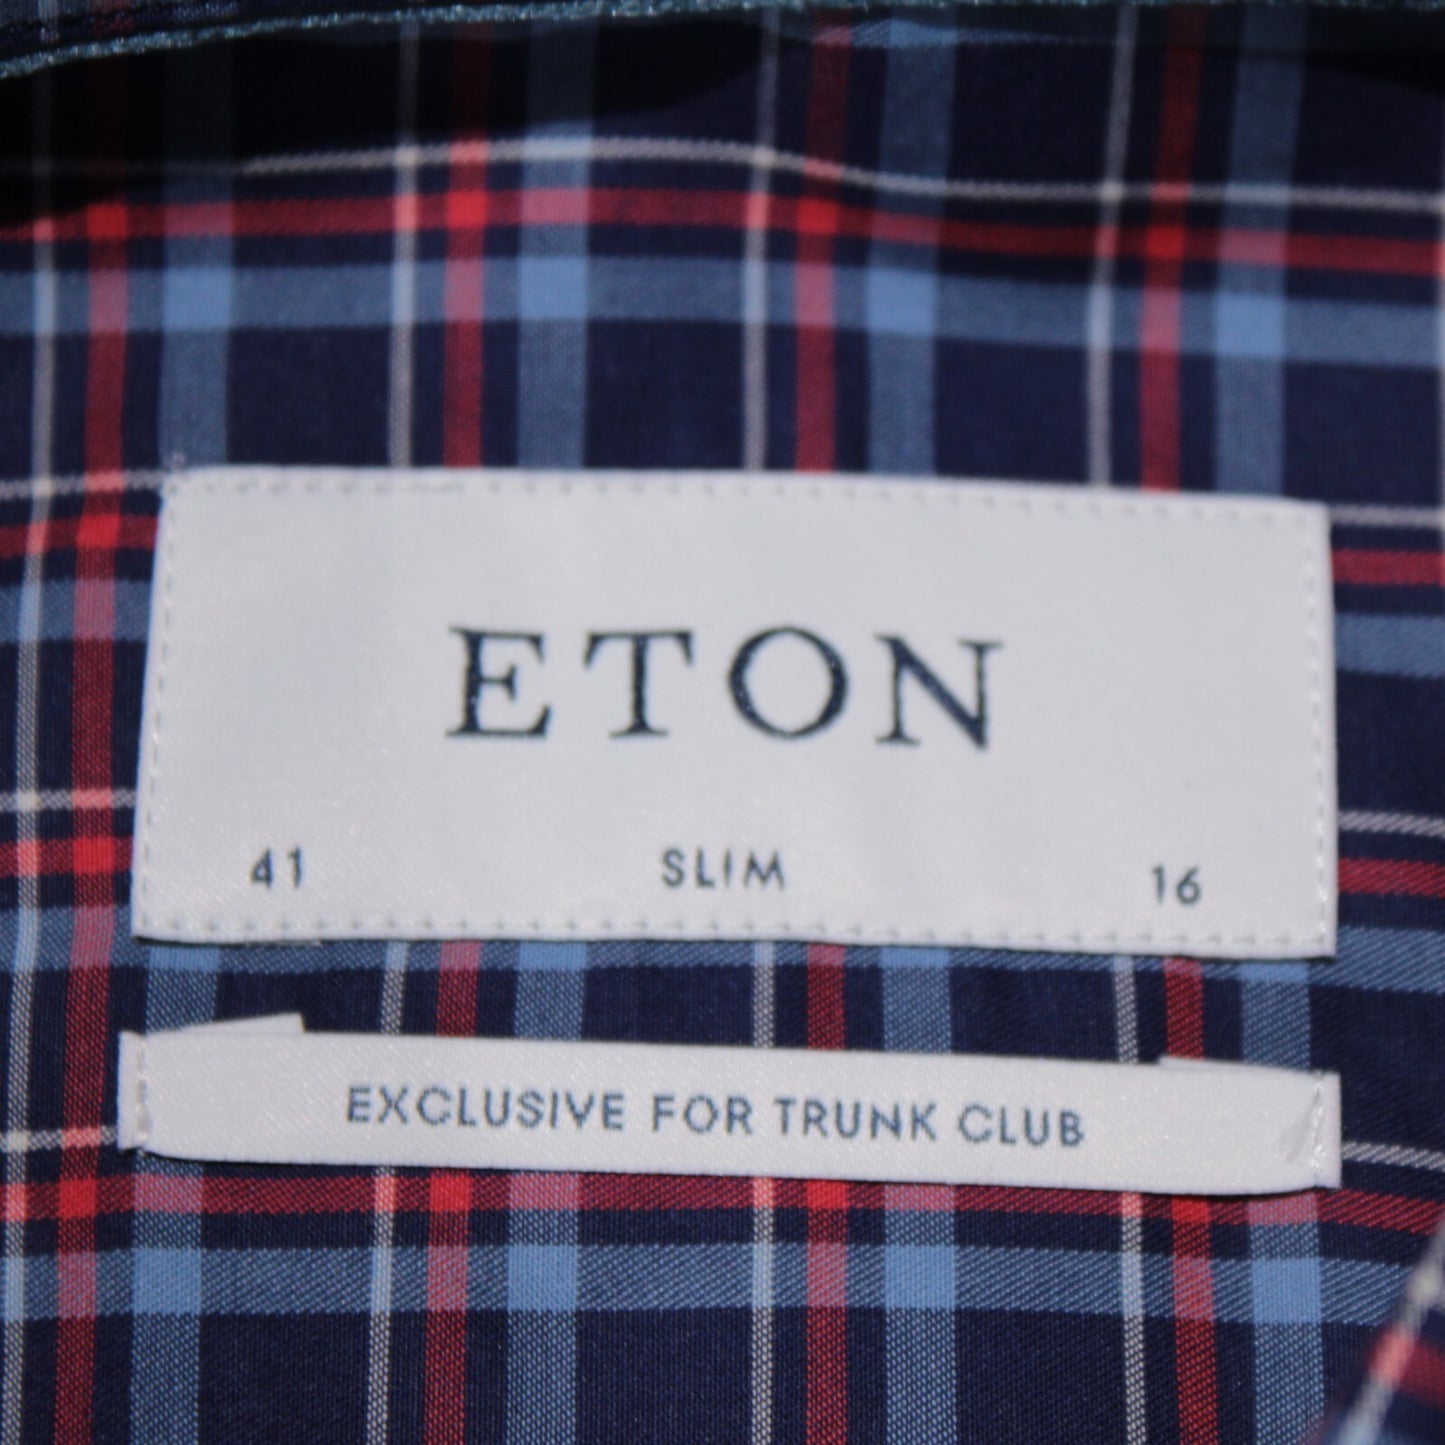 ETON
41 SLIM 16
EXCLUSIVE FOR TRUNK CLUB